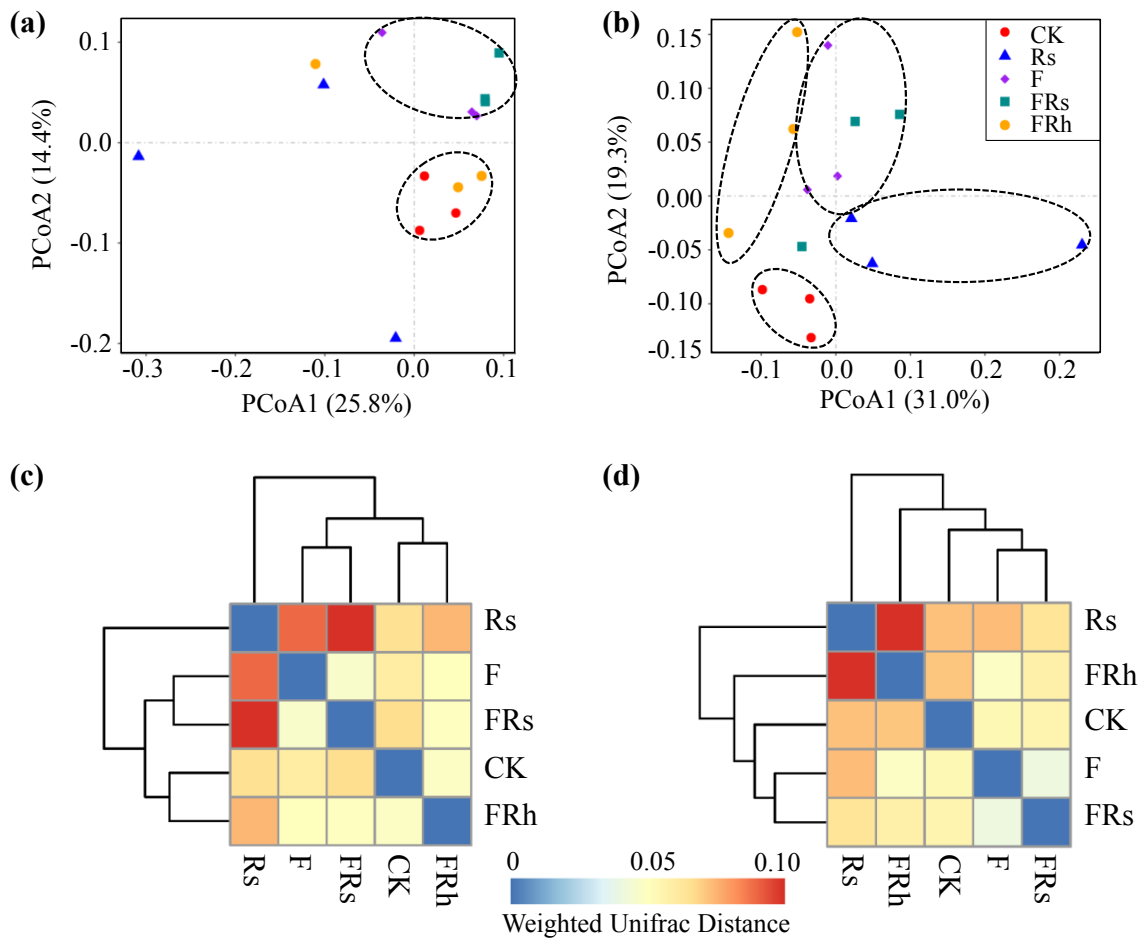 (a)
0.1
0.0
-0.1
-0.2
PCoA2 (14.4%)
-0.3
-0.2
-0.1
0.0
0.1
PCoA1 (25.8%)
(b)
CK
Rs
F
FRs
FRh
0.15
0.10
0.05
0.00
-0.05
-0.10
-0.15
PCoA2 (19.3%)
-0.1
0.0
0.1
0.2
0.2
PCoA1 (31.0%)
(c)
Rs
F
FRs
CK
FRh
Rs
F
FRs
CK
FRh
(d)
Rs
FRh
CK
F
FRs
Rs
FRh
CK
F
FRs
0
0.05
0.10
Weighted Unifrac Distance